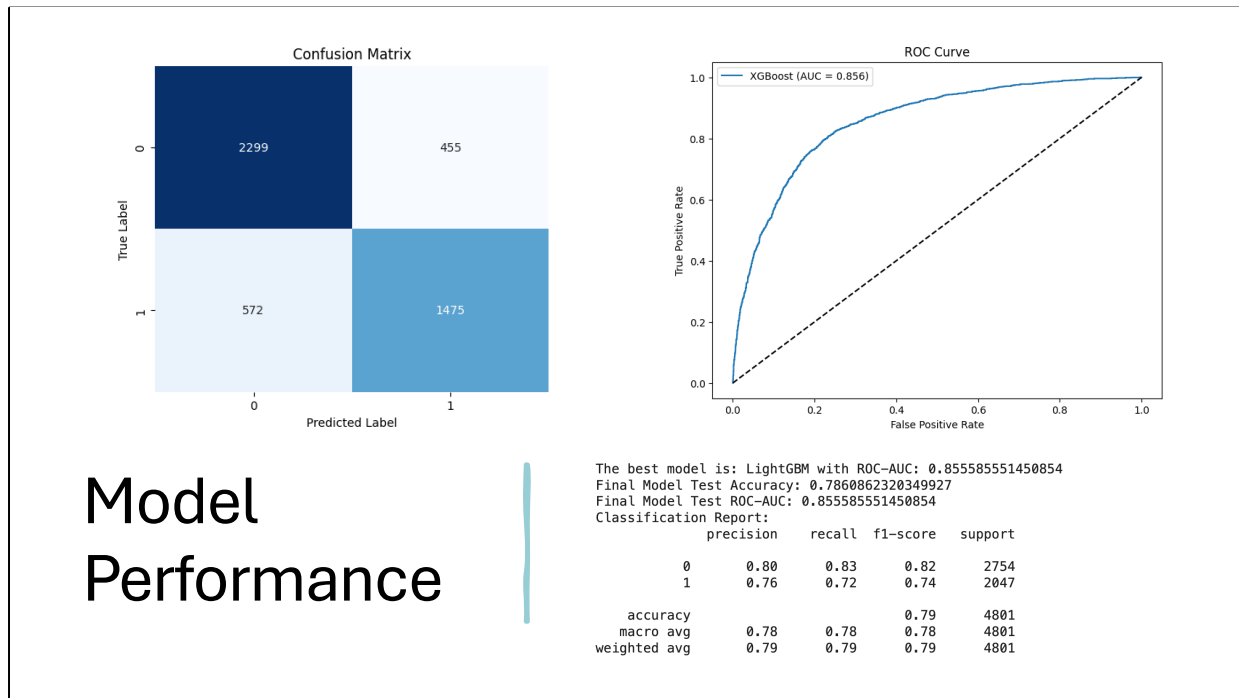 Confusion Matrix
0
2299
455
True Label
1
572
1475
0
1
Predicted Label
ROC Curve
XGBoost (AUC = 0.856)
1.0
0.8
0.6
0.4
0.2
0.0
True Positive Rate
0.0
0.2
0.4
0.6
0.8
1.0
False Positive Rate
Model
Performance
The best model is: LightGBM with ROC-AUC: 0.855585551450854
Final Model Test Accuracy: 0.7860862320349927
Final Model Test ROC-AUC: 0.855585551450854
Classification Report:
precision recall f1-score support
0 0.80 0.83 0.82 2754
1 0.76 0.72 0.74 2047
accuracy 0.79 4801
macro avg 0.78 0.78 0.78 4801
weighted avg 0.79 0.79 0.79 4801